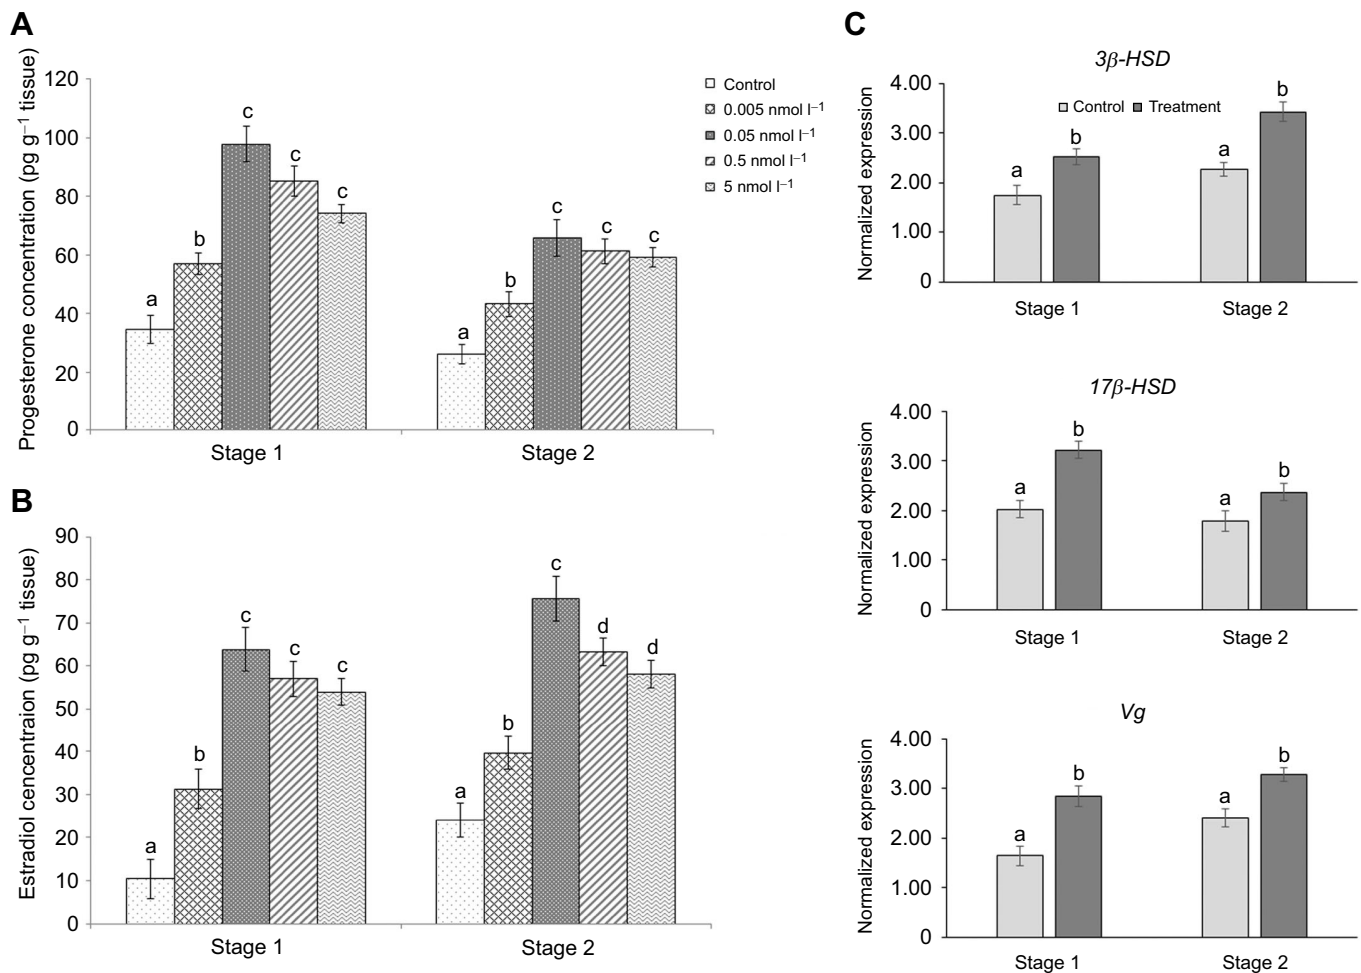 A
Progesterone concentration (pg g⁻¹ tissue)
120
100
80
60
40
20
0
a
b
c
c
c
a
b
c
c
c
Stage 1
Stage 2
Control
0.005 nmol l⁻¹
0.05 nmol l⁻¹
0.5 nmol l⁻¹
5 nmol l⁻¹
B
Estradiol cencentraion (pg g⁻¹ tissue)
90
80
70
60
50
40
30
20
10
0
a
b
c
c
c
a
b
c
d
d
Stage 1
Stage 2
C
3β-HSD
Normalized expression
4.00
3.00
2.00
1.00
0
Control
Treatment
a
b
a
b
Stage 1
Stage 2
17β-HSD
Normalized expression
4.00
3.00
2.00
1.00
0
a
b
a
b
Stage 1
Stage 2
Vg
Normalized expression
4.00
3.00
2.00
1.00
0
a
b
a
b
Stage 1
Stage 2